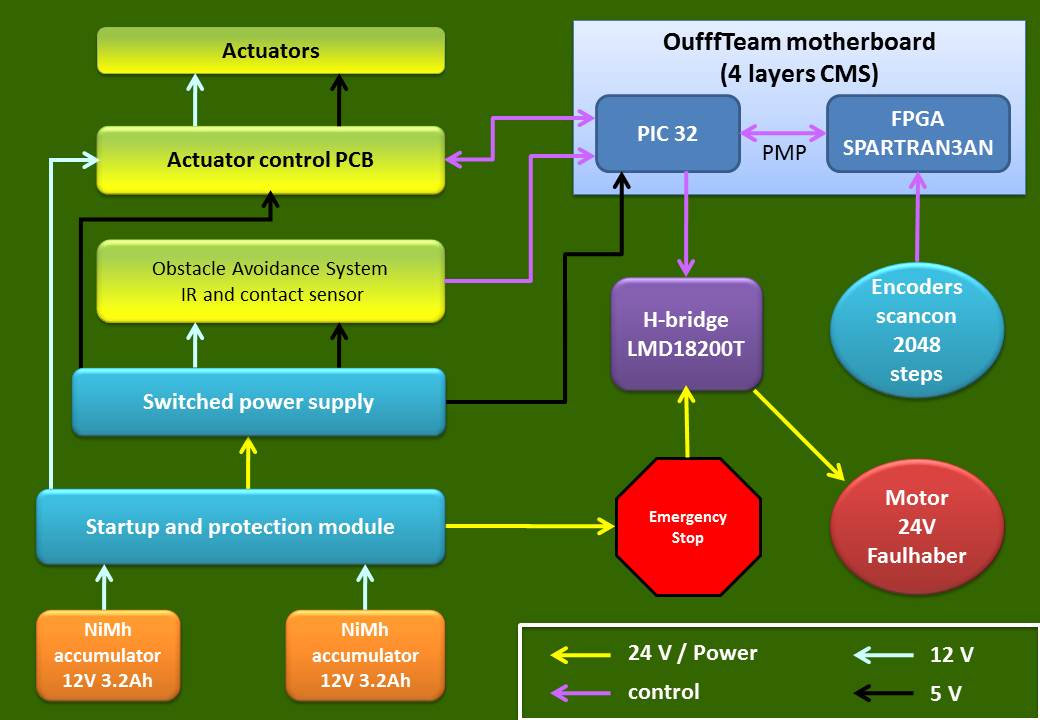 Actuators
OufffTeam motherboard
(4 layers CMS)
Actuator control PCB
PIC 32
PMP
FPGA
SPARTRAN3AN
Obstacle Avoidance System
IR and contact sensor
H-bridge
LMD18200T
Encoders
scancon
2048
steps
Switched power supply
Startup and protection module
Emergency
Stop
Motor
24V
Faulhaber
NiMh
accumulator
12V 3.2Ah
NiMh
accumulator
12V 3.2Ah
24 V / Power
12 V
control
5 V